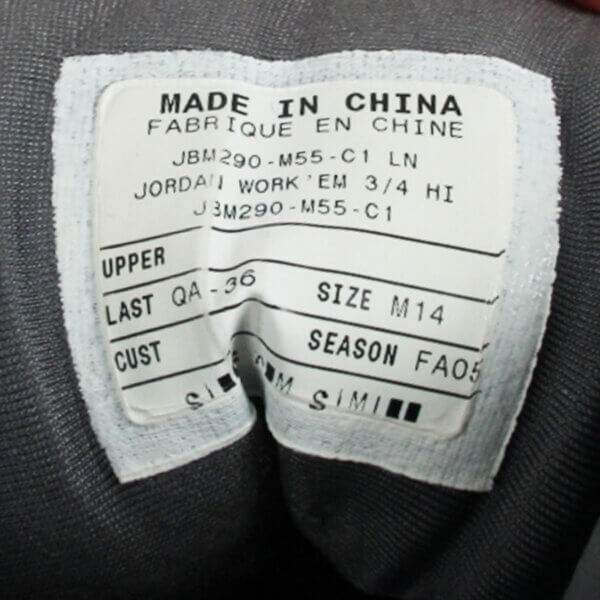 MADE IN CHINA
FABRIQUE EN CHINE
JBM290-M55-C1 LN
JORDAN WORK'EM 3/4 HI
JBM290-M55-C1
UPPER
LAST QA-36 SIZE M14
CUST SEASON FA05